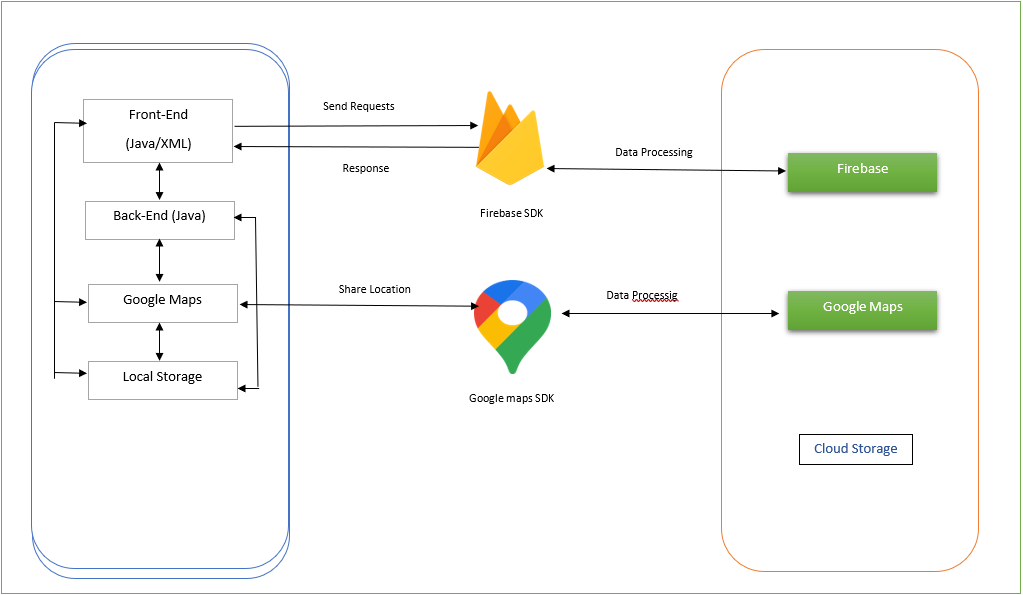 Front-End
(Java/XML)
Back-End (Java)
Google Maps
Local Storage
Send Requests
Response
Firebase SDK
Share Location
Google maps SDK
Data Processing
Data Processig
Firebase
Google Maps
Cloud Storage